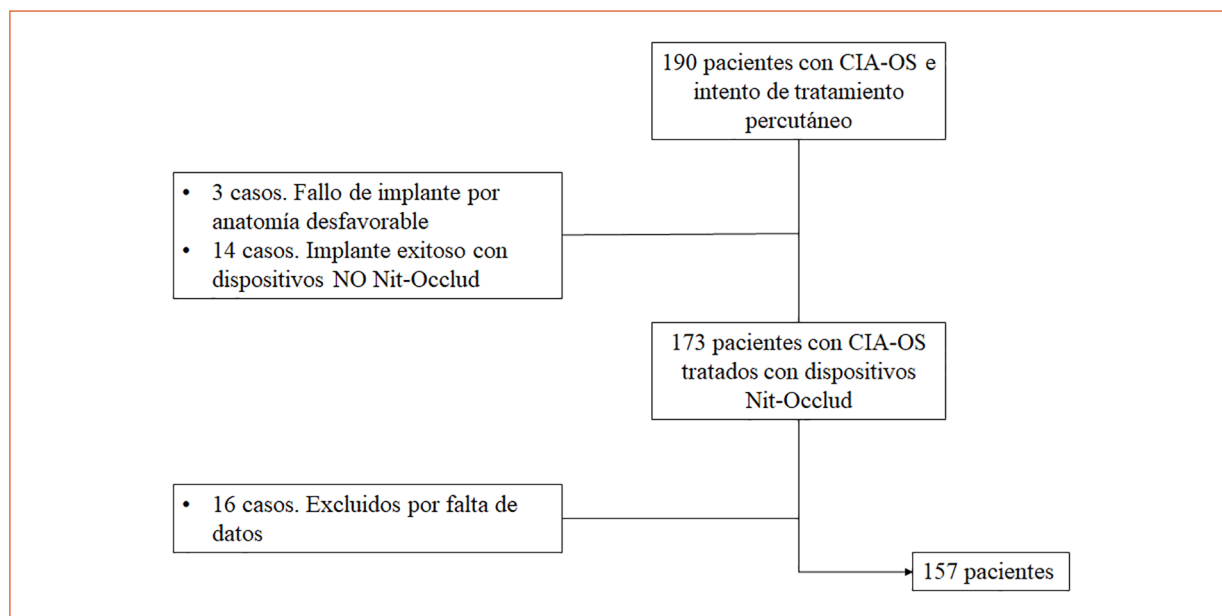 190 pacientes con CIA-OS e
intento de tratamiento
percutáneo
• 3 casos. Fallo de implante por
anatomía desfavorable
• 14 casos. Implante exitoso con
dispositivos NO Nit-Occlud
173 pacientes con CIA-OS
tratados con dispositivos
Nit-Occlud
• 16 casos. Excluidos por falta de
datos
157 pacientes